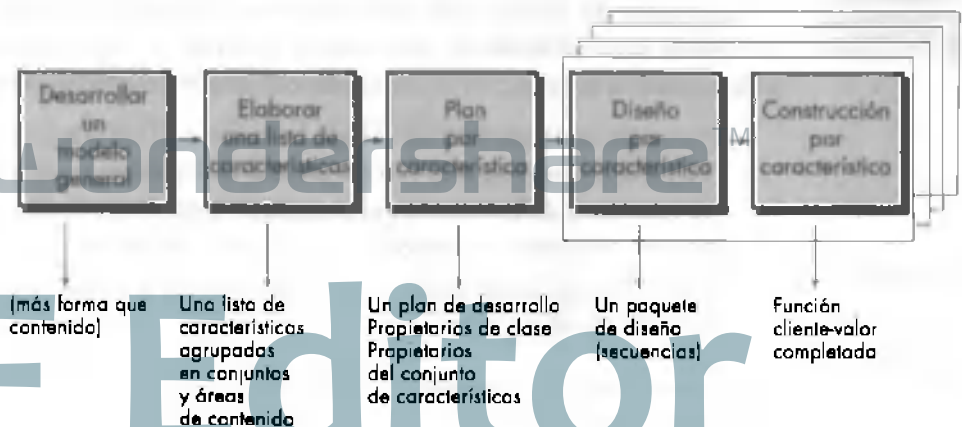 Desarrollar
un
modelo
general
Elaborar
una lista de
características
Plan
por
característica
Diseño
por
característica
Construcción
por
característica
wondershare
(más forma que
contenido)
Una lista de
características
agrupadas
en conjuntos
y áreas
de contenido
Un plan de desarrollo
Propietarios de clase
Propietarios
del conjunto
de características
Un paquete
de diseño
(secuencias)
Función
cliente-valor
completada
Editor